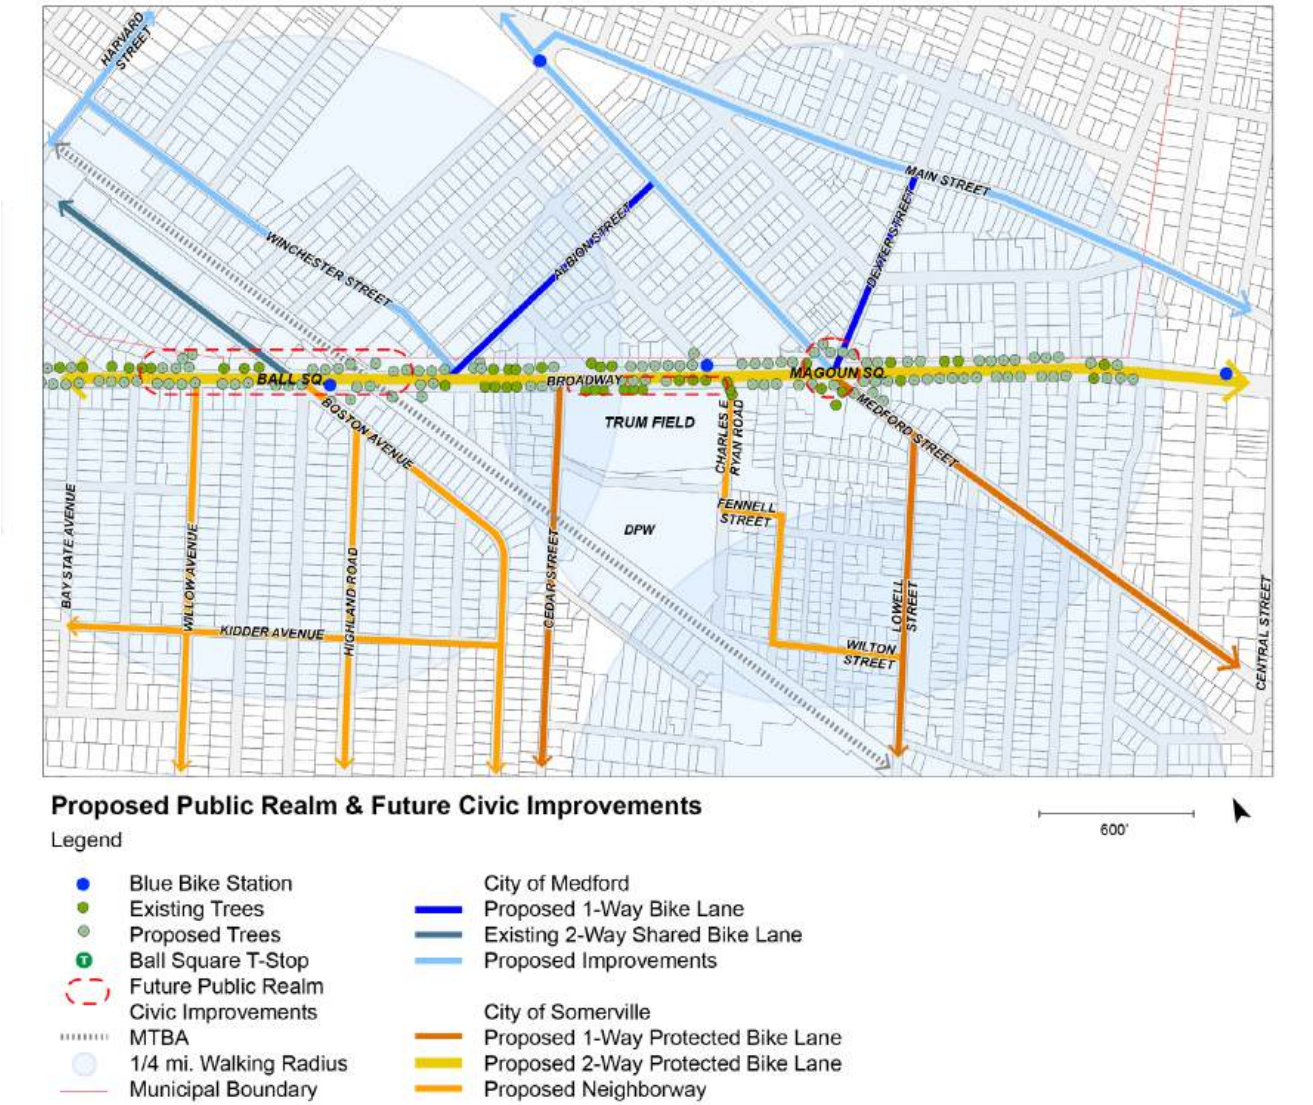 HARVARD
STREET
MAIN STREET
WINCHESTER STREET
ALBION STREET
DEXTER STREET
BALL SQ.
BROADWAY
MAGOUN SQ.
BOSTON AVENUE
TRUM FIELD
CHARLES E
RYAN ROAD
MEDFORD STREET
BAY STATE AVENUE
WILLOW AVENUE
HIGHLAND ROAD
CEDAR STREET
FENNELL
STREET
DPW
LOWELL
STREET
CENTRAL STREET
KIDDER AVENUE
WILTON
STREET
Proposed Public Realm & Future Civic Improvements
Legend
600'
Blue Bike Station
Existing Trees
Proposed Trees
T
Ball Square T-Stop
Future Public Realm
Civic Improvements
MTBA
1/4 mi. Walking Radius
Municipal Boundary
City of Medford
Proposed 1-Way Bike Lane
Existing 2-Way Shared Bike Lane
Proposed Improvements
City of Somerville
Proposed 1-Way Protected Bike Lane
Proposed 2-Way Protected Bike Lane
Proposed Neighborway